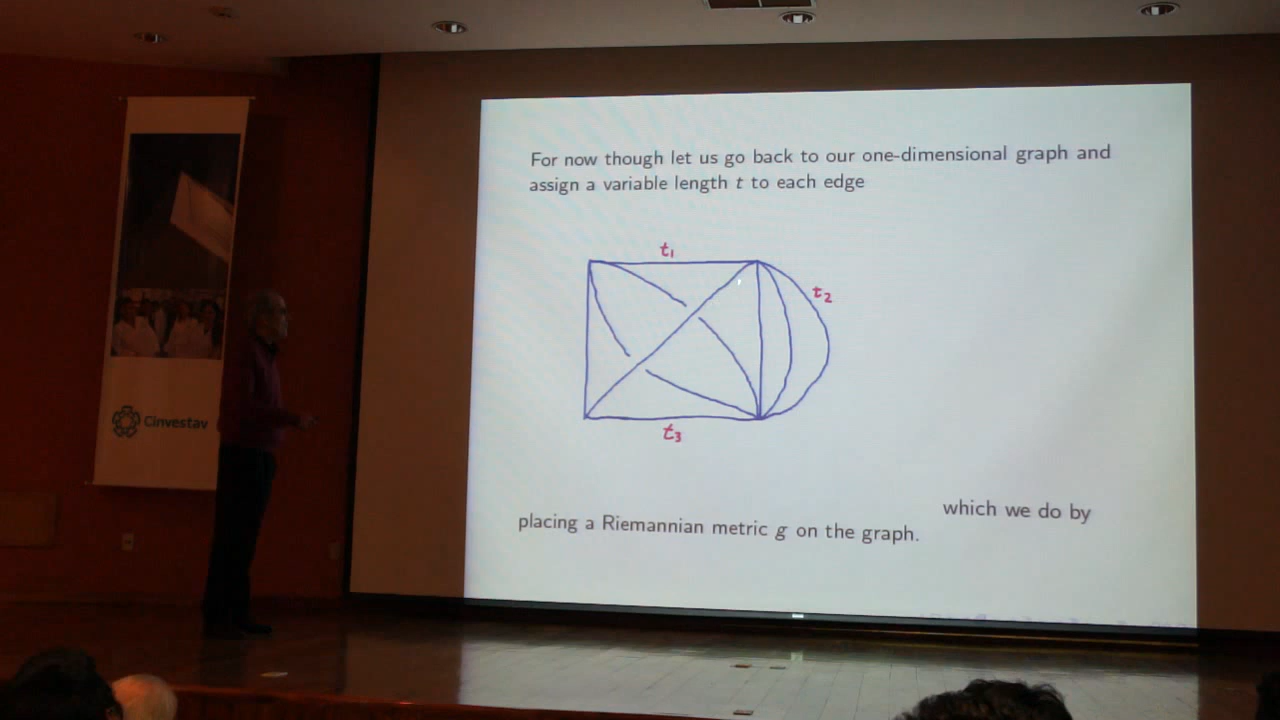 For now though let us go back to our one-dimensional graph and
assign a variable length t to each edge
t₁
t₂
t₃
which we do by
placing a Riemannian metric g on the graph.
Cinvestav